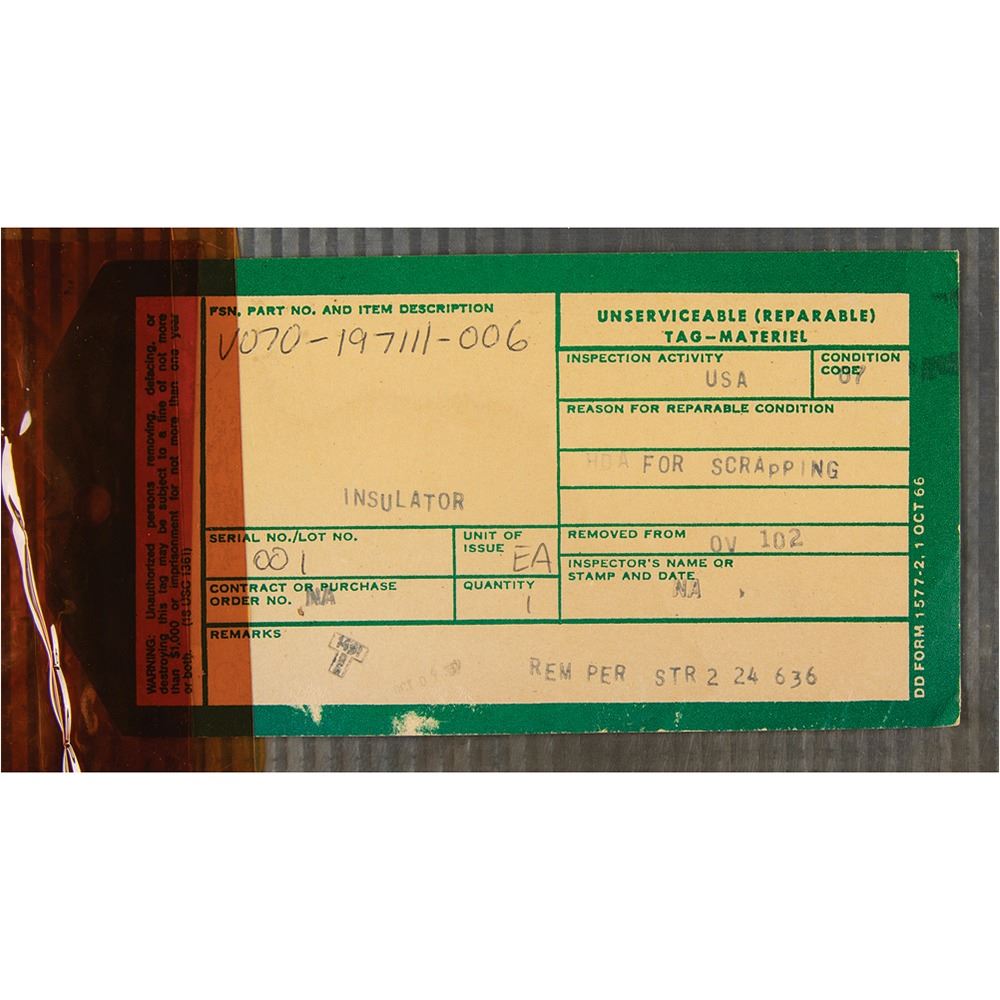 WARNING: Unauthorized persons removing, defacing, or
destroying this tag may be subject to a fine of not more
than $1,000 or imprisonment for not more than one year
or both. (18 USC 1361)
FSN, PART NO. AND ITEM DESCRIPTION
V070-197111-006
INSULATOR
SERIAL NO./LOT NO.
001
UNIT OF
ISSUE EA
CONTRACT OR PURCHASE
ORDER NO. NA
QUANTITY
1
UNSERVICEABLE (REPARABLE)
TAG-MATERIEL
INSPECTION ACTIVITY
USA
CONDITION
CODE 07
REASON FOR REPARABLE CONDITION
HDA FOR SCRAPPING
REMOVED FROM OV 102
INSPECTOR'S NAME OR
STAMP AND DATE
NA
REMARKS
REM PER STR 2 24 636
DD FORM 1577-2, 1 OCT 66